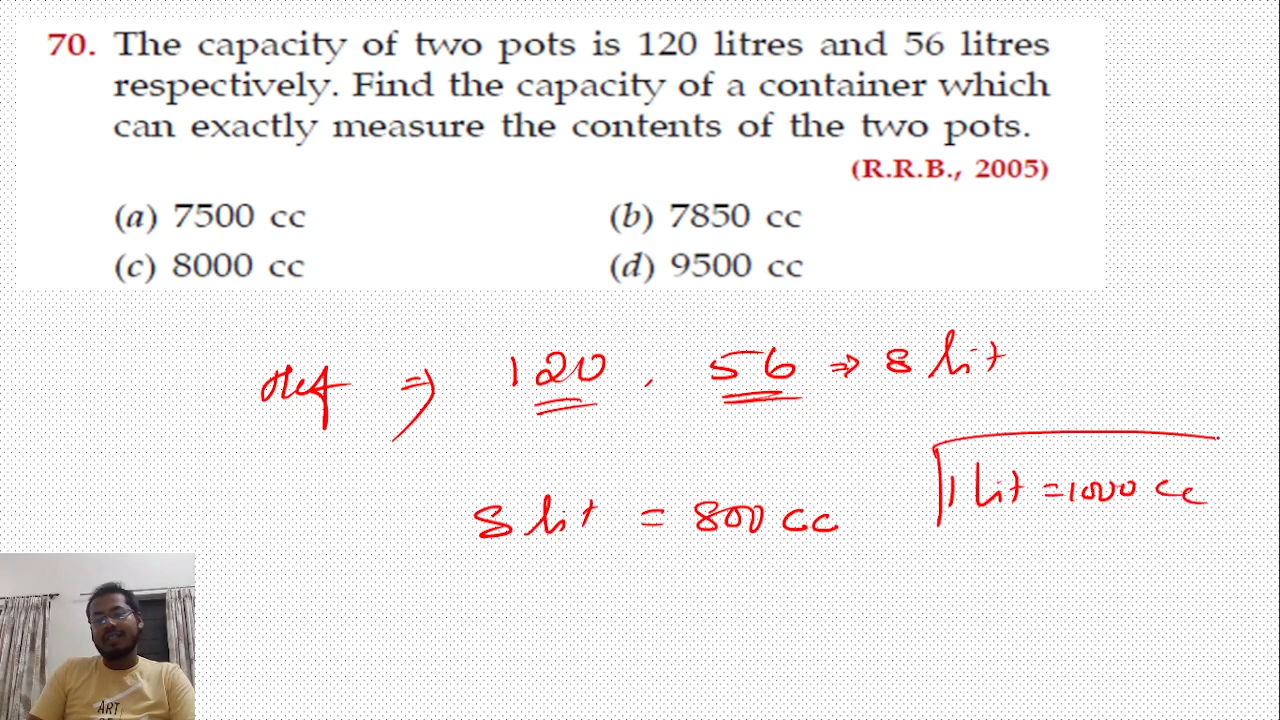 70. The capacity of two pots is 120 litres and 56 litres
respectively. Find the capacity of a container which
can exactly measure the contents of the two pots.
(R.R.B., 2005)
(a) 7500 cc (b) 7850 cc
(c) 8000 cc (d) 9500 cc
⇒ 120, 56 ⇒ 8 lit
1 Lit = 1000 cc
8 lit = 800 cc
ART
OF